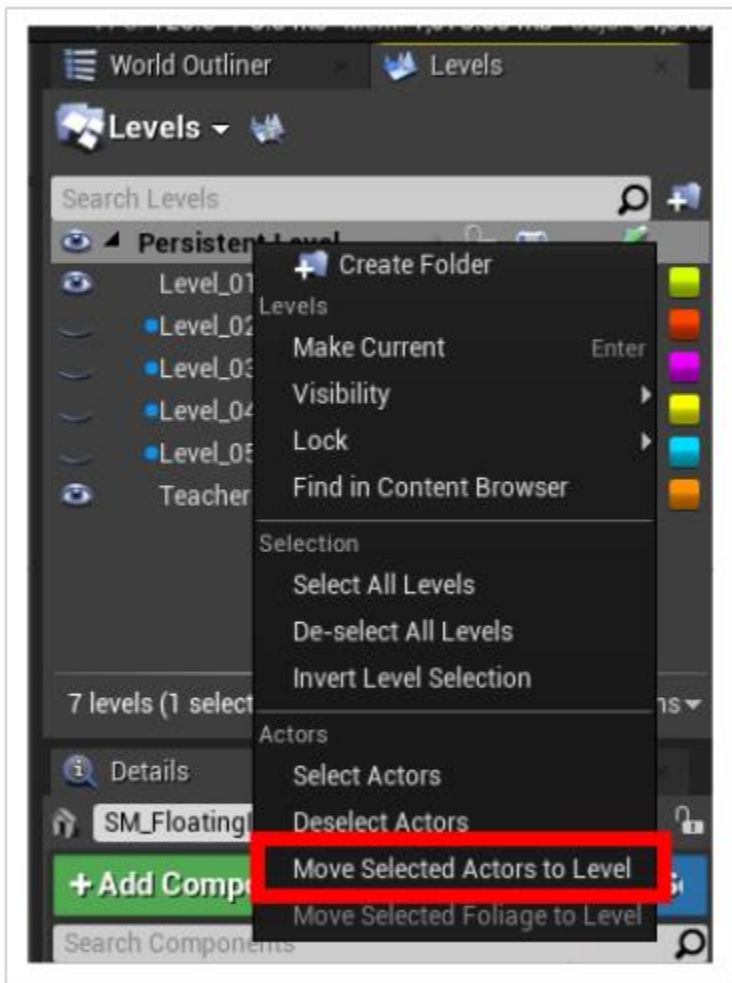 World Outliner
Levels
Levels
Search Levels
Persistent Level
Level_01
Level_02
Level_03
Level_04
Level_05
Teacher
Create Folder
Levels
Make Current Enter
Visibility
Lock
Find in Content Browser
Selection
Select All Levels
De-select All Levels
Invert Level Selection
7 levels (1 select
Actors
Select Actors
Deselect Actors
Move Selected Actors to Level
Move Selected Foliage to Level
Details
SM_Floating
+ Add Comp
Search Components